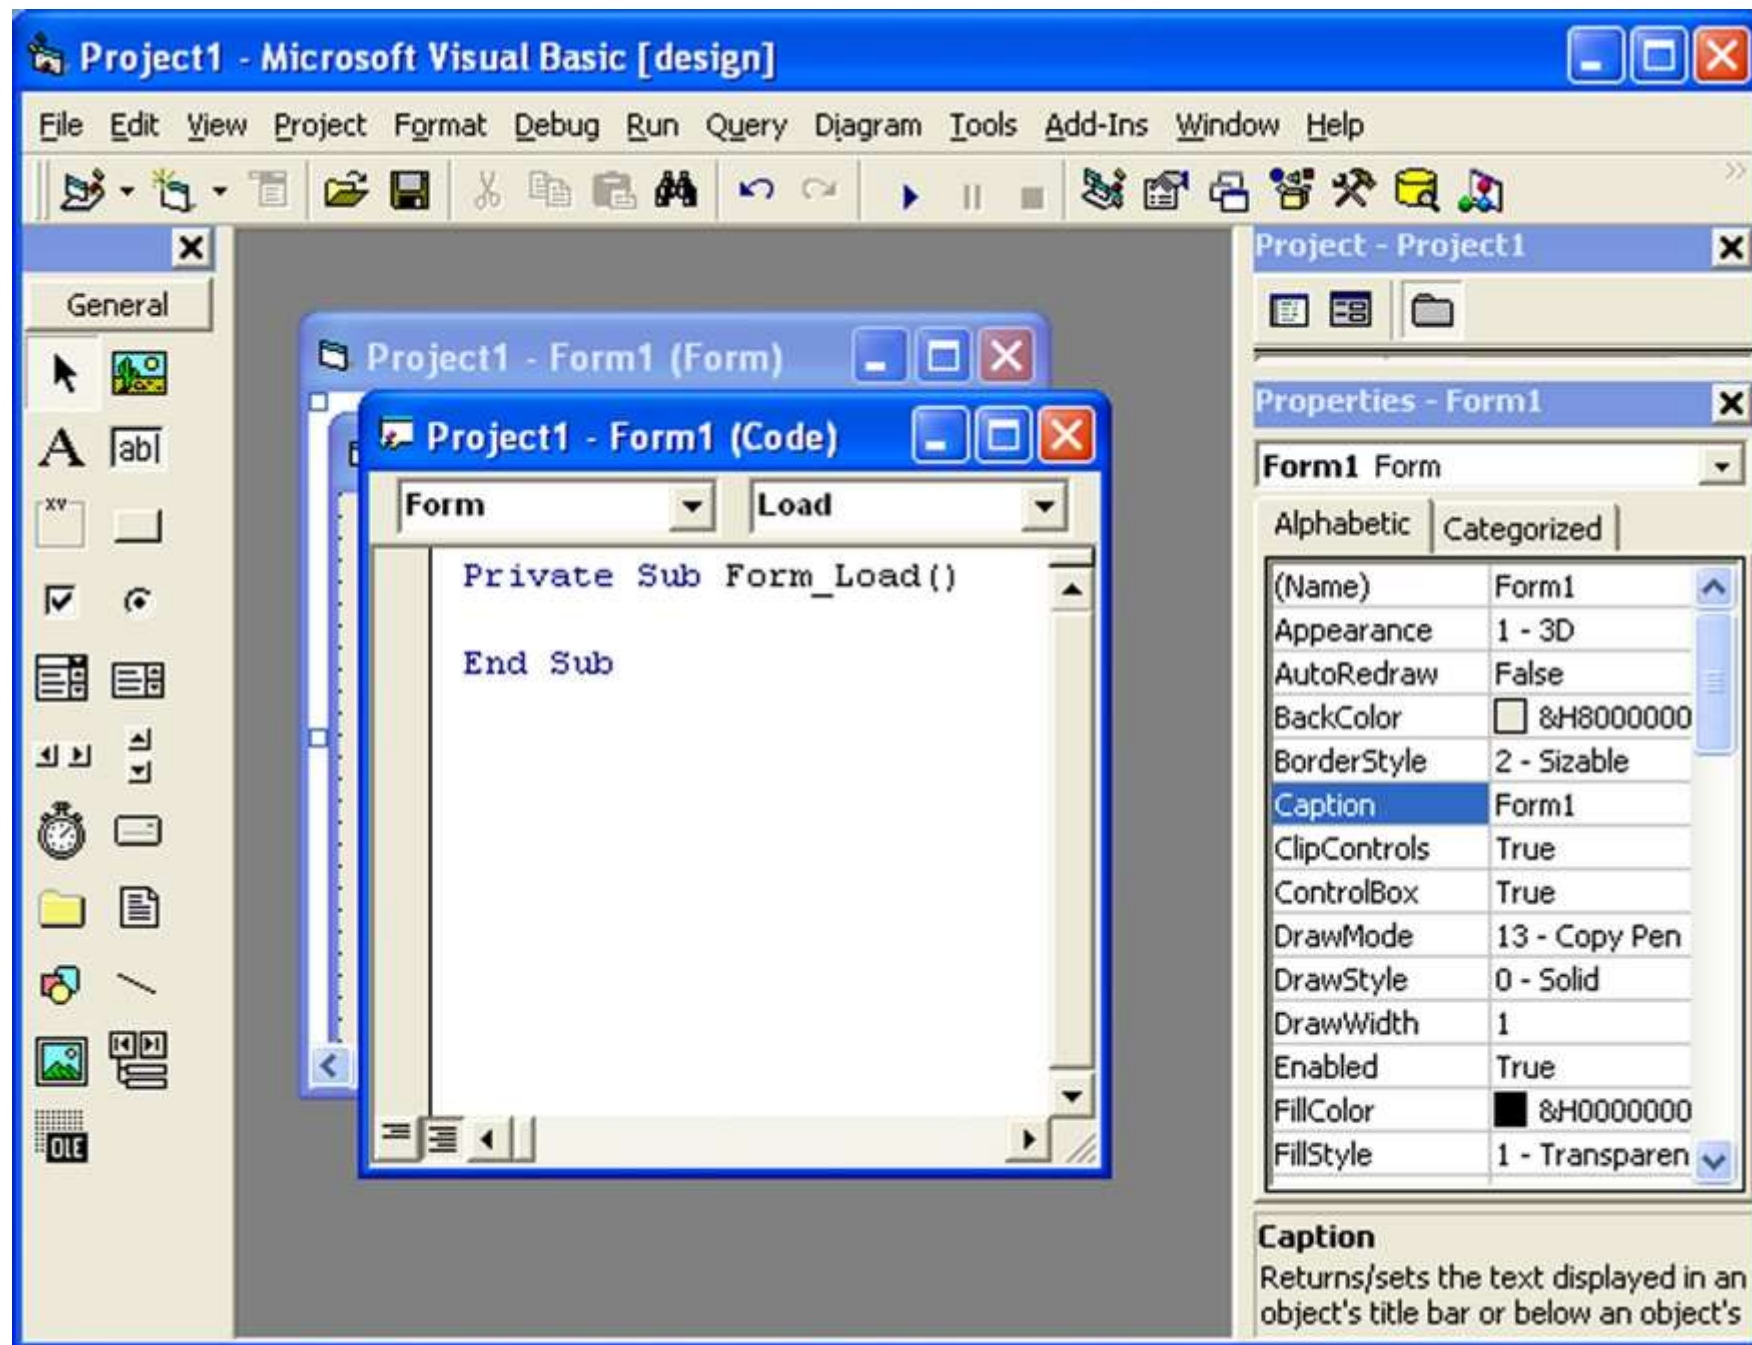 Project1 - Microsoft Visual Basic [design]
File Edit View Project Format Debug Run Query Diagram Tools Add-Ins Window Help
General
A
abl
XY
OLE
Project1 - Form1 (Form)
Project1 - Form1 (Code)
Form Load
Private Sub Form_Load()
End Sub
Project - Project1
Properties - Form1
Form1 Form
Alphabetic Categorized
(Name) Form1
Appearance 1 - 3D
AutoRedraw False
BackColor &H8000000
BorderStyle 2 - Sizable
Caption Form1
ClipControls True
ControlBox True
DrawMode 13 - Copy Pen
DrawStyle 0 - Solid
DrawWidth 1
Enabled True
FillColor &H0000000
FillStyle 1 - Transparen
Caption
Returns/sets the text displayed in an
object's title bar or below an object's